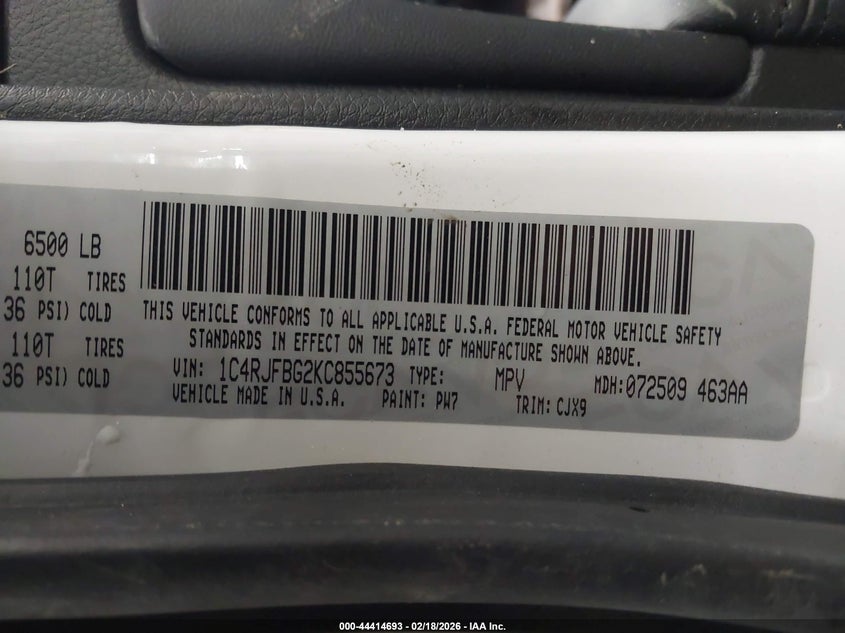 6500 LB
110T TIRES
36 PSI) COLD
110T TIRES
36 PSI) COLD
THIS VEHICLE CONFORMS TO ALL APPLICABLE U.S.A. FEDERAL MOTOR VEHICLE SAFETY
STANDARDS IN EFFECT ON THE DATE OF MANUFACTURE SHOWN ABOVE.
VIN: 1C4RJFBG2KC855673 TYPE: MPV MDH:072509 463AA
VEHICLE MADE IN U.S.A. PAINT: PW7 TRIM: CJX9
000-44414693 - 02/18/2026 - IAA Inc.